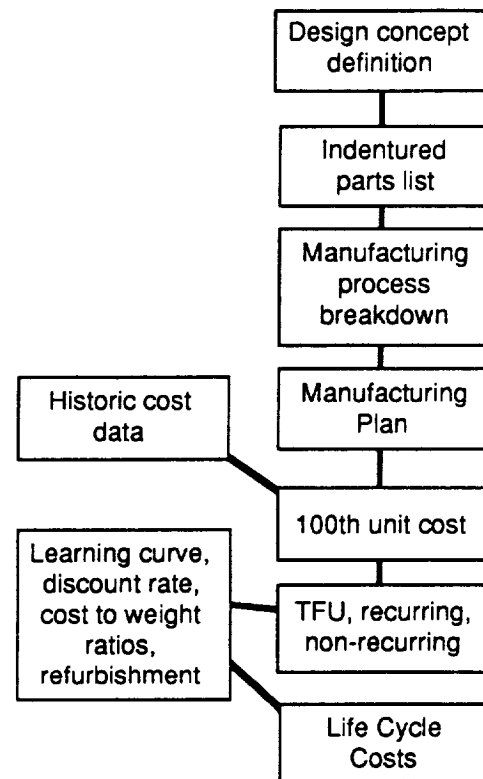 Design concept
definition
Indentured
parts list
Manufacturing
process
breakdown
Manufacturing
Plan
Historic cost
data
100th unit cost
Learning curve,
discount rate,
cost to weight
ratios,
refurbishment
TFU, recurring,
non-recurring
Life Cycle
Costs